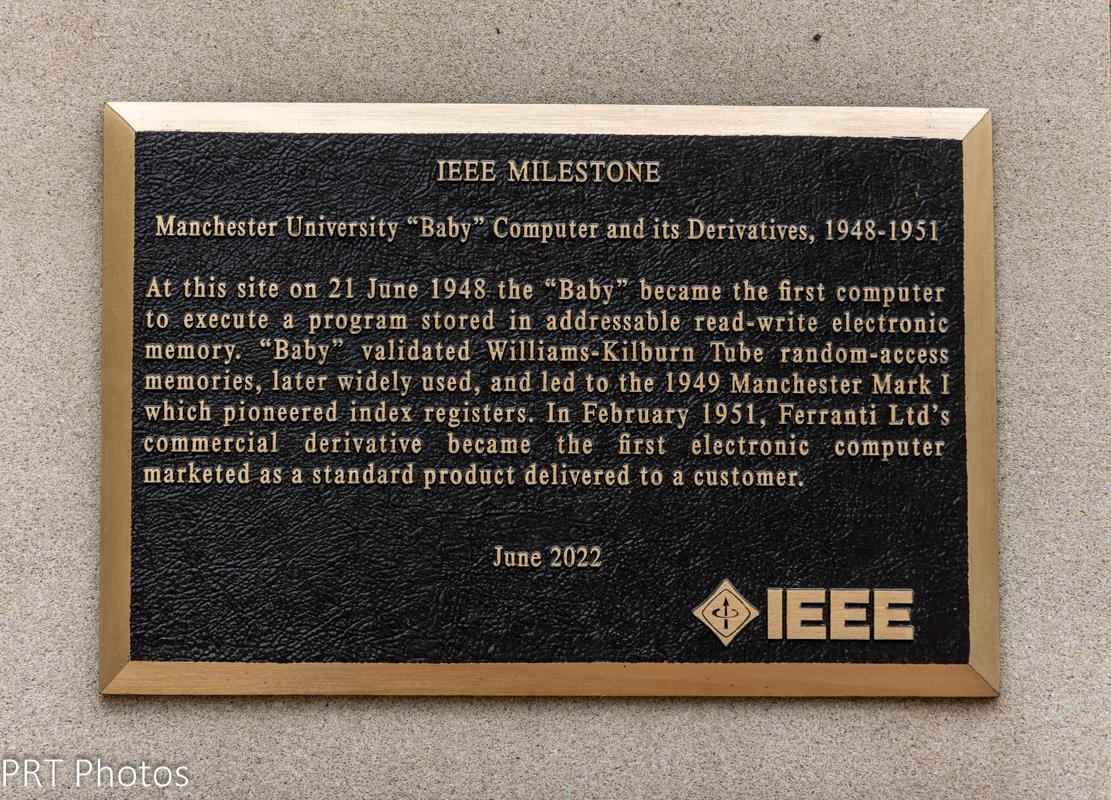 IEEE MILESTONE
Manchester University “Baby” Computer and its Derivatives, 1948-1951
At this site on 21 June 1948 the “Baby” became the first computer
to execute a program stored in addressable read-write electronic
memory. “Baby” validated Williams-Kilburn Tube random-access
memories, later widely used, and led to the 1949 Manchester Mark I
which pioneered index registers. In February 1951, Ferranti Ltd’s
commercial derivative became the first electronic computer
marketed as a standard product delivered to a customer.
June 2022
IEEE
PRT Photos